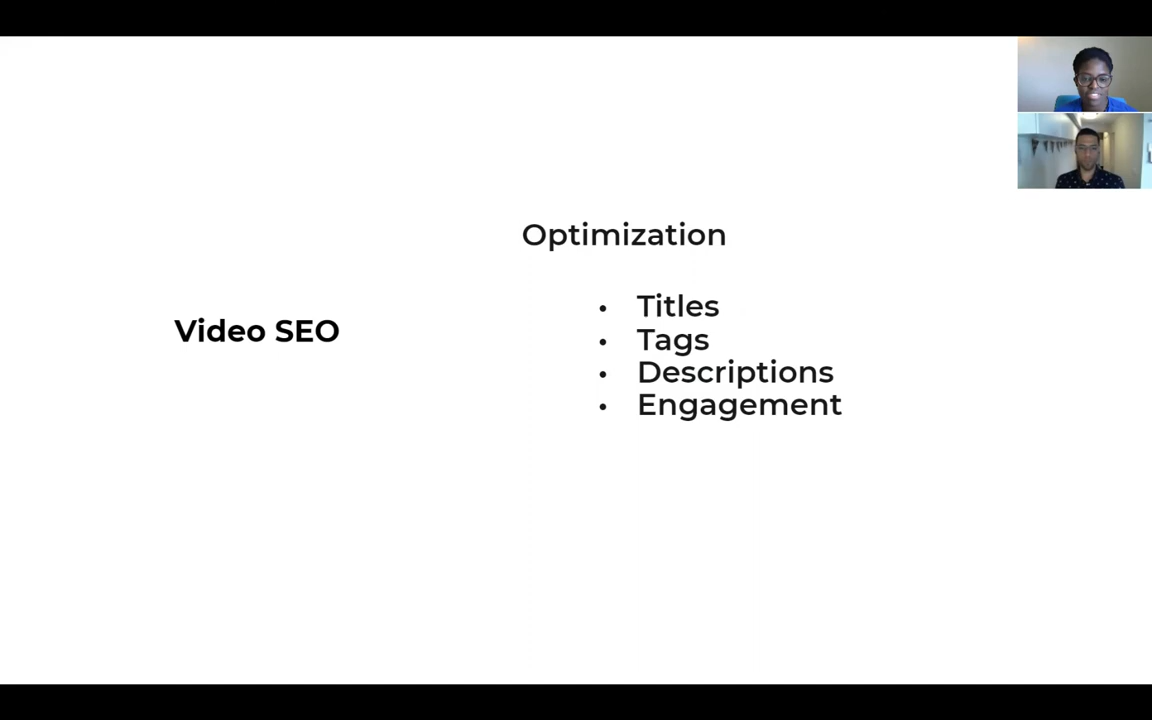 Video SEO
Optimization
• Titles
• Tags
• Descriptions
• Engagement